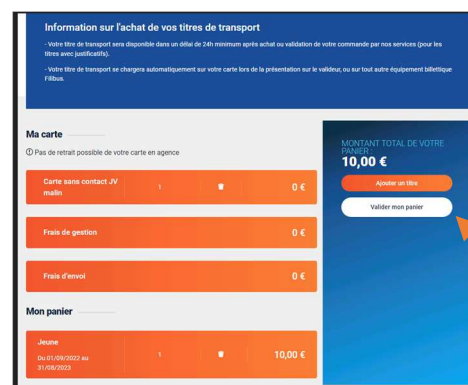 Information sur l'achat de vos titres de transport
- Votre titre de transport sera disponible dans un délai de 24h minimum après achat ou validation de votre commande par nos services (pour les
titres avec justificatifs).
- Votre titre de transport se chargera automatiquement sur votre carte lors de la présentation sur le valideur, ou sur tout autre équipement billettique
Filibus.
Ma carte
Pas de retrait possible de votre carte en agence
Carte sans contact JV
malin
1
0 €
Frais de gestion
0 €
Frais d'envoi
0 €
Mon panier
Jeune
Du 01/09/2022 au
31/08/2023
1
10,00 €
MONTANT TOTAL DE VOTRE
PANIER :
10,00 €
Ajouter un titre
Valider mon panier